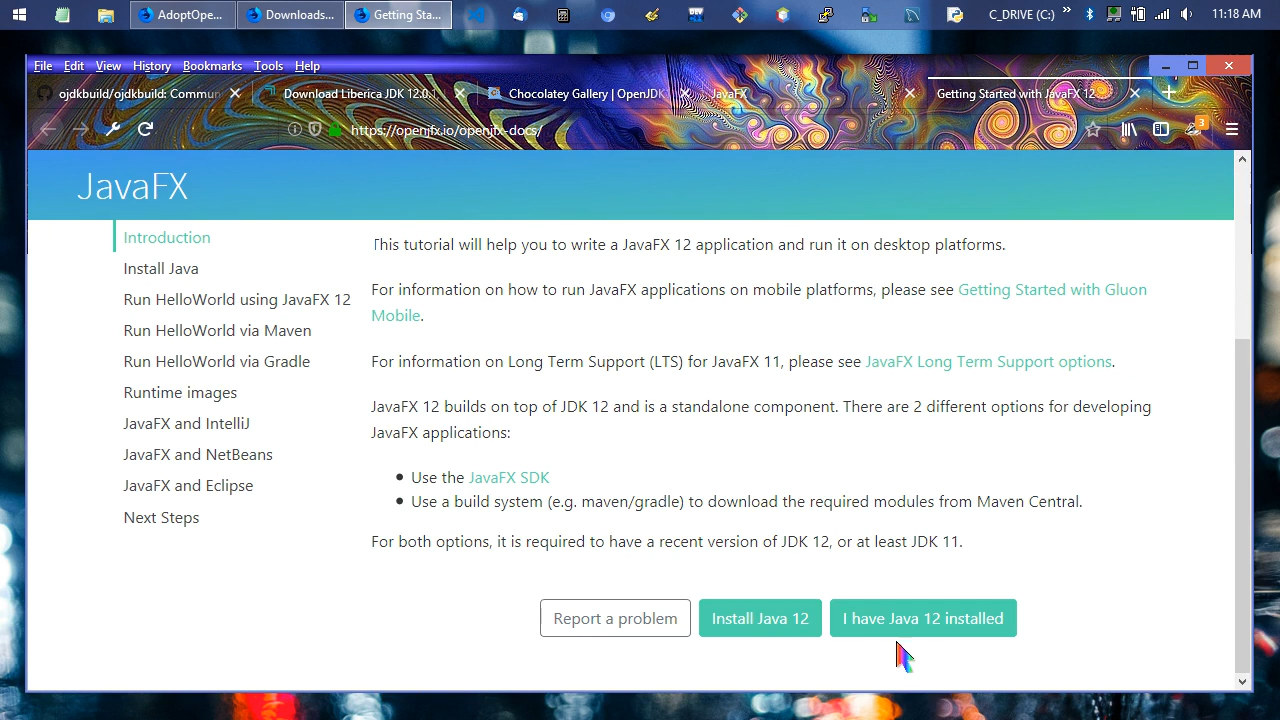 AdoptOpe...
Downloads...
Getting Sta...
DEV
C_DRIVE (C:)
11:18 AM
File Edit View History Bookmarks Tools Help
ojdkbuild/ojdkbuild: Commun
Download Liberica JDK 12.0.
Chocolatey Gallery | OpenJDK
JavaFX
Getting Started with JavaFX 12
https://openjfx.io/openjfx-docs/
3
JavaFX
Introduction
Install Java
Run HelloWorld using JavaFX 12
Run HelloWorld via Maven
Run HelloWorld via Gradle
Runtime images
JavaFX and IntelliJ
JavaFX and NetBeans
JavaFX and Eclipse
Next Steps
This tutorial will help you to write a JavaFX 12 application and run it on desktop platforms.
For information on how to run JavaFX applications on mobile platforms, please see Getting Started with Gluon
Mobile.
For information on Long Term Support (LTS) for JavaFX 11, please see JavaFX Long Term Support options.
JavaFX 12 builds on top of JDK 12 and is a standalone component. There are 2 different options for developing
JavaFX applications:
• Use the JavaFX SDK
• Use a build system (e.g. maven/gradle) to download the required modules from Maven Central.
For both options, it is required to have a recent version of JDK 12, or at least JDK 11.
Report a problem
Install Java 12
I have Java 12 installed